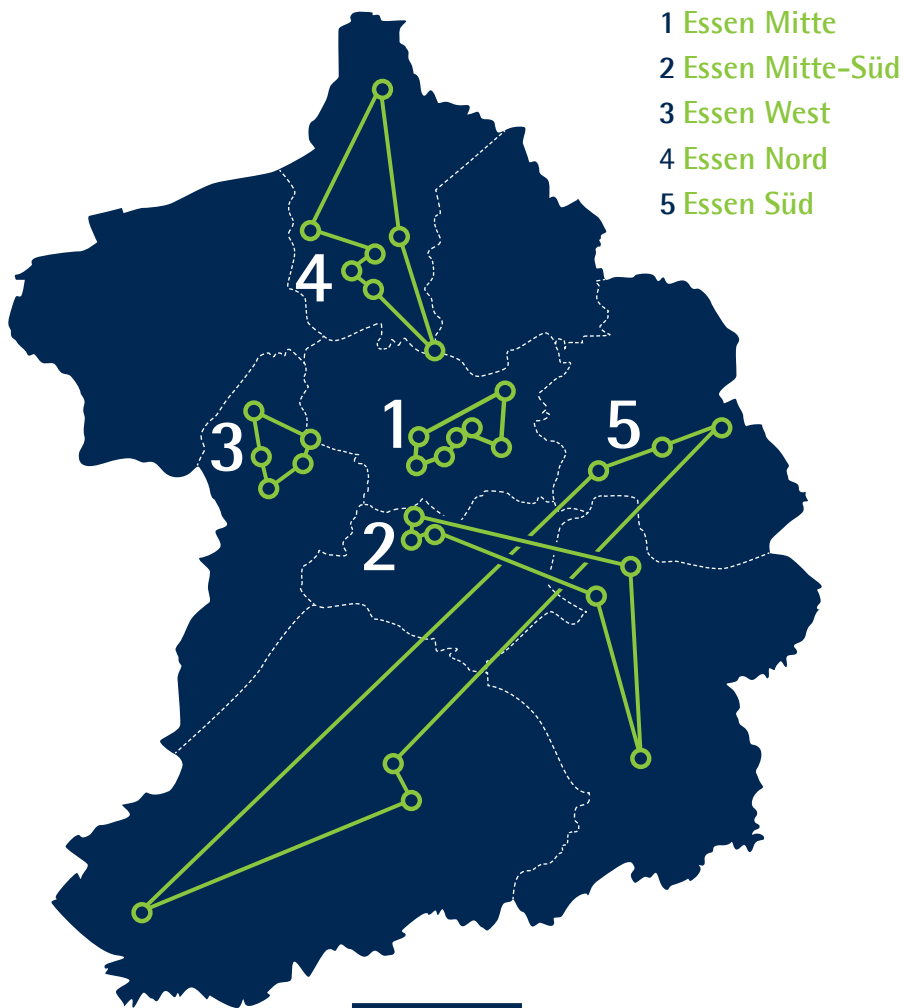 1 Essen Mitte
2 Essen Mitte-Süd
3 Essen West
4 Essen Nord
5 Essen Süd
4
1
3
5
2